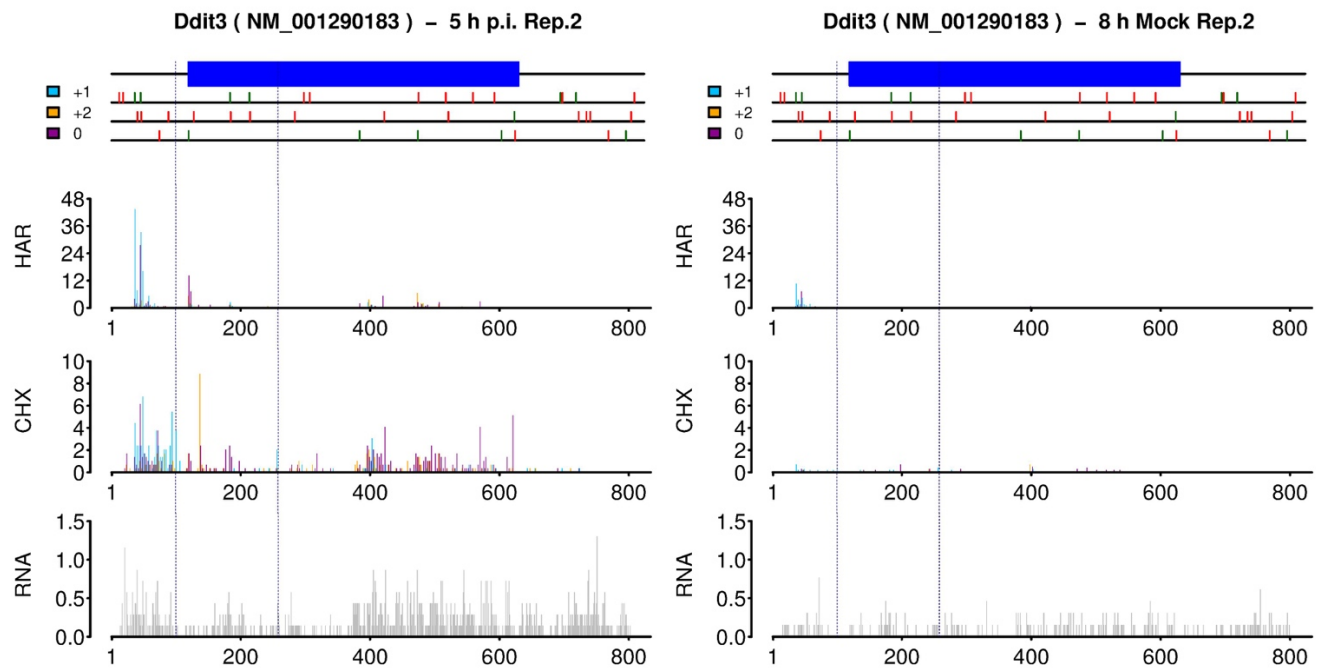 Ddit3 ( NM_001290183 ) – 5 h p.i. Rep.2
+1
+2
0
HAR
48
36
24
12
0
1 200 400 600 800
CHX
10
8
6
4
2
0
1 200 400 600 800
RNA
1.5
1.0
0.5
0.0
1 200 400 600 800
Ddit3 ( NM_001290183 ) – 8 h Mock Rep.2
+1
+2
0
HAR
48
36
24
12
0
1 200 400 600 800
CHX
10
8
6
4
2
0
1 200 400 600 800
RNA
1.5
1.0
0.5
0.0
1 200 400 600 800